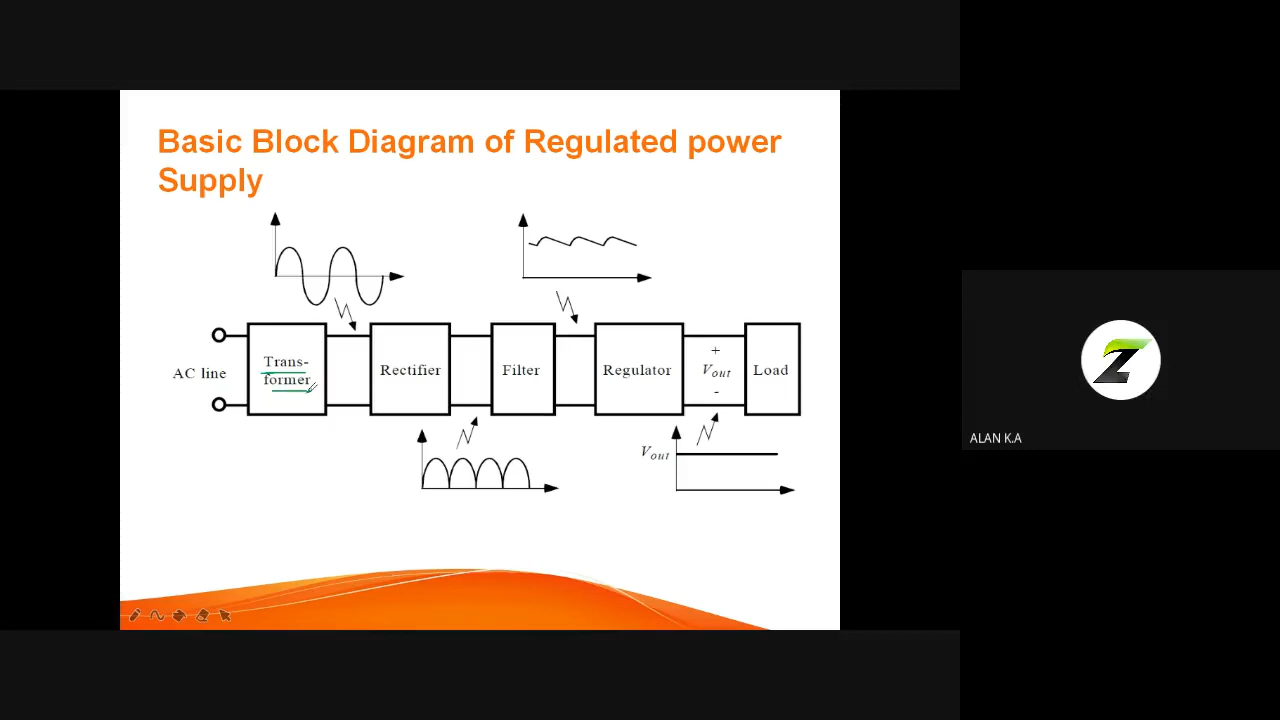 Basic Block Diagram of Regulated power
Supply
AC line
Trans-
former
Rectifier
Filter
Regulator
+
Vout
-
Load
Vout
ALAN K.A